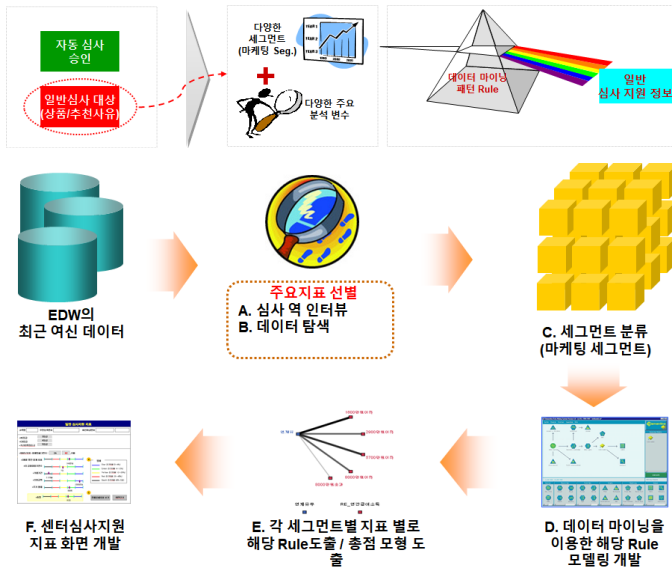 자동 심사
승인
일반심사 대상
(상품/추천사유)
다양한
세그먼트
(마케팅 Seg.)
다양한 주요
분석 변수
데이터 마이닝
패턴 Rule
일반
심사 지원 정보
EDW의
최근 여신 데이터
주요지표 선별
A. 심사 역 인터뷰
B. 데이터 탐색
C. 세그먼트 분류
(마케팅 세그먼트)
D. 데이터 마이닝을
이용한 해당 Rule
모델링 개발
E. 각 세그먼트별 지표 별로
해당 Rule도출 / 총점 모형 도
출
F. 센터심사지원
지표 화면 개발